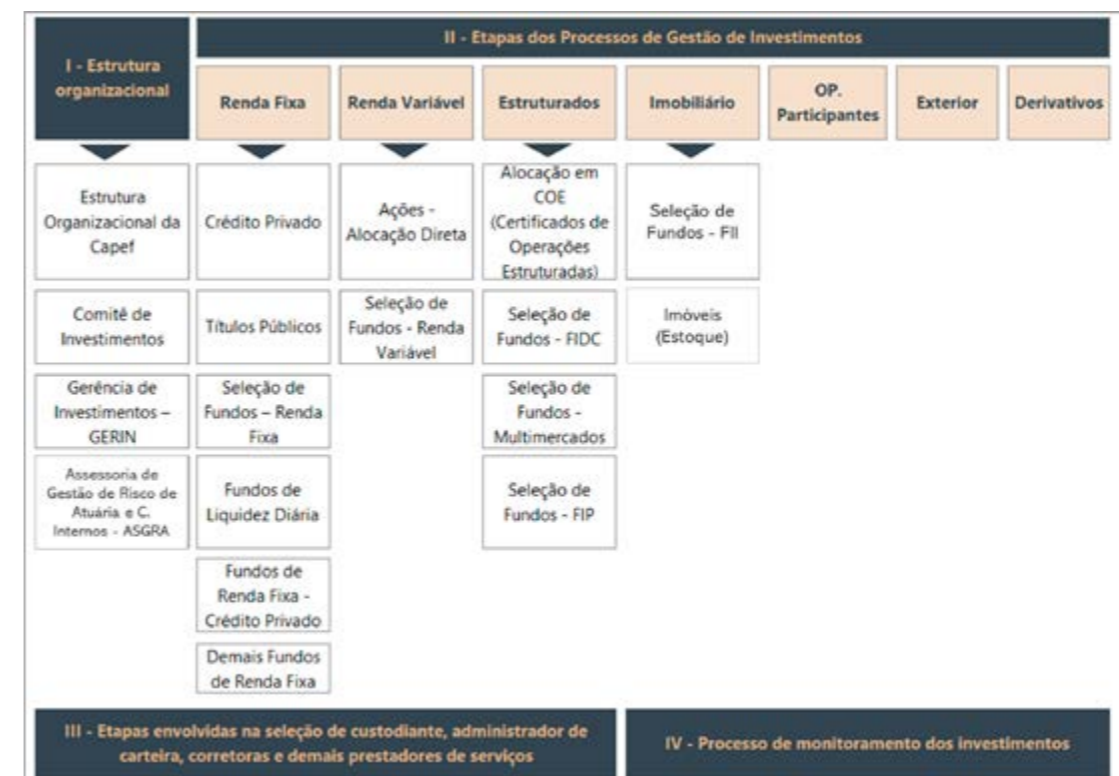 II - Etapas dos Processos de Gestão de Investimentos
I - Estrutura
organizacional
Renda Fixa
Renda Variável
Estruturados
Imobiliário
OP.
Participantes
Exterior
Derivativos
Estrutura
Organizacional da
Capef
Crédito Privado
Ações -
Alocação Direta
Alocação em
COE
(Certificados de
Operações
Estruturadas)
Seleção de
Fundos - FII
Comitê de
Investimentos
Títulos Públicos
Seleção de
Fundos - Renda
Variável
Seleção de
Fundos - FIDC
Imóveis
(Estoque)
Gerência de
Investimentos –
GERIN
Seleção de
Fundos – Renda
Fixa
Seleção de
Fundos -
Multimercados
Assessoria de
Gestão de Risco de
Atuária e C.
Internos - ASGRA
Fundos de
Liquidez Diária
Seleção de
Fundos - FIP
Fundos de
Renda Fixa -
Crédito Privado
Demais Fundos
de Renda Fixa
III - Etapas envolvidas na seleção de custodiante, administrador de
carteira, corretoras e demais prestadores de serviços
IV - Processo de monitoramento dos investimentos